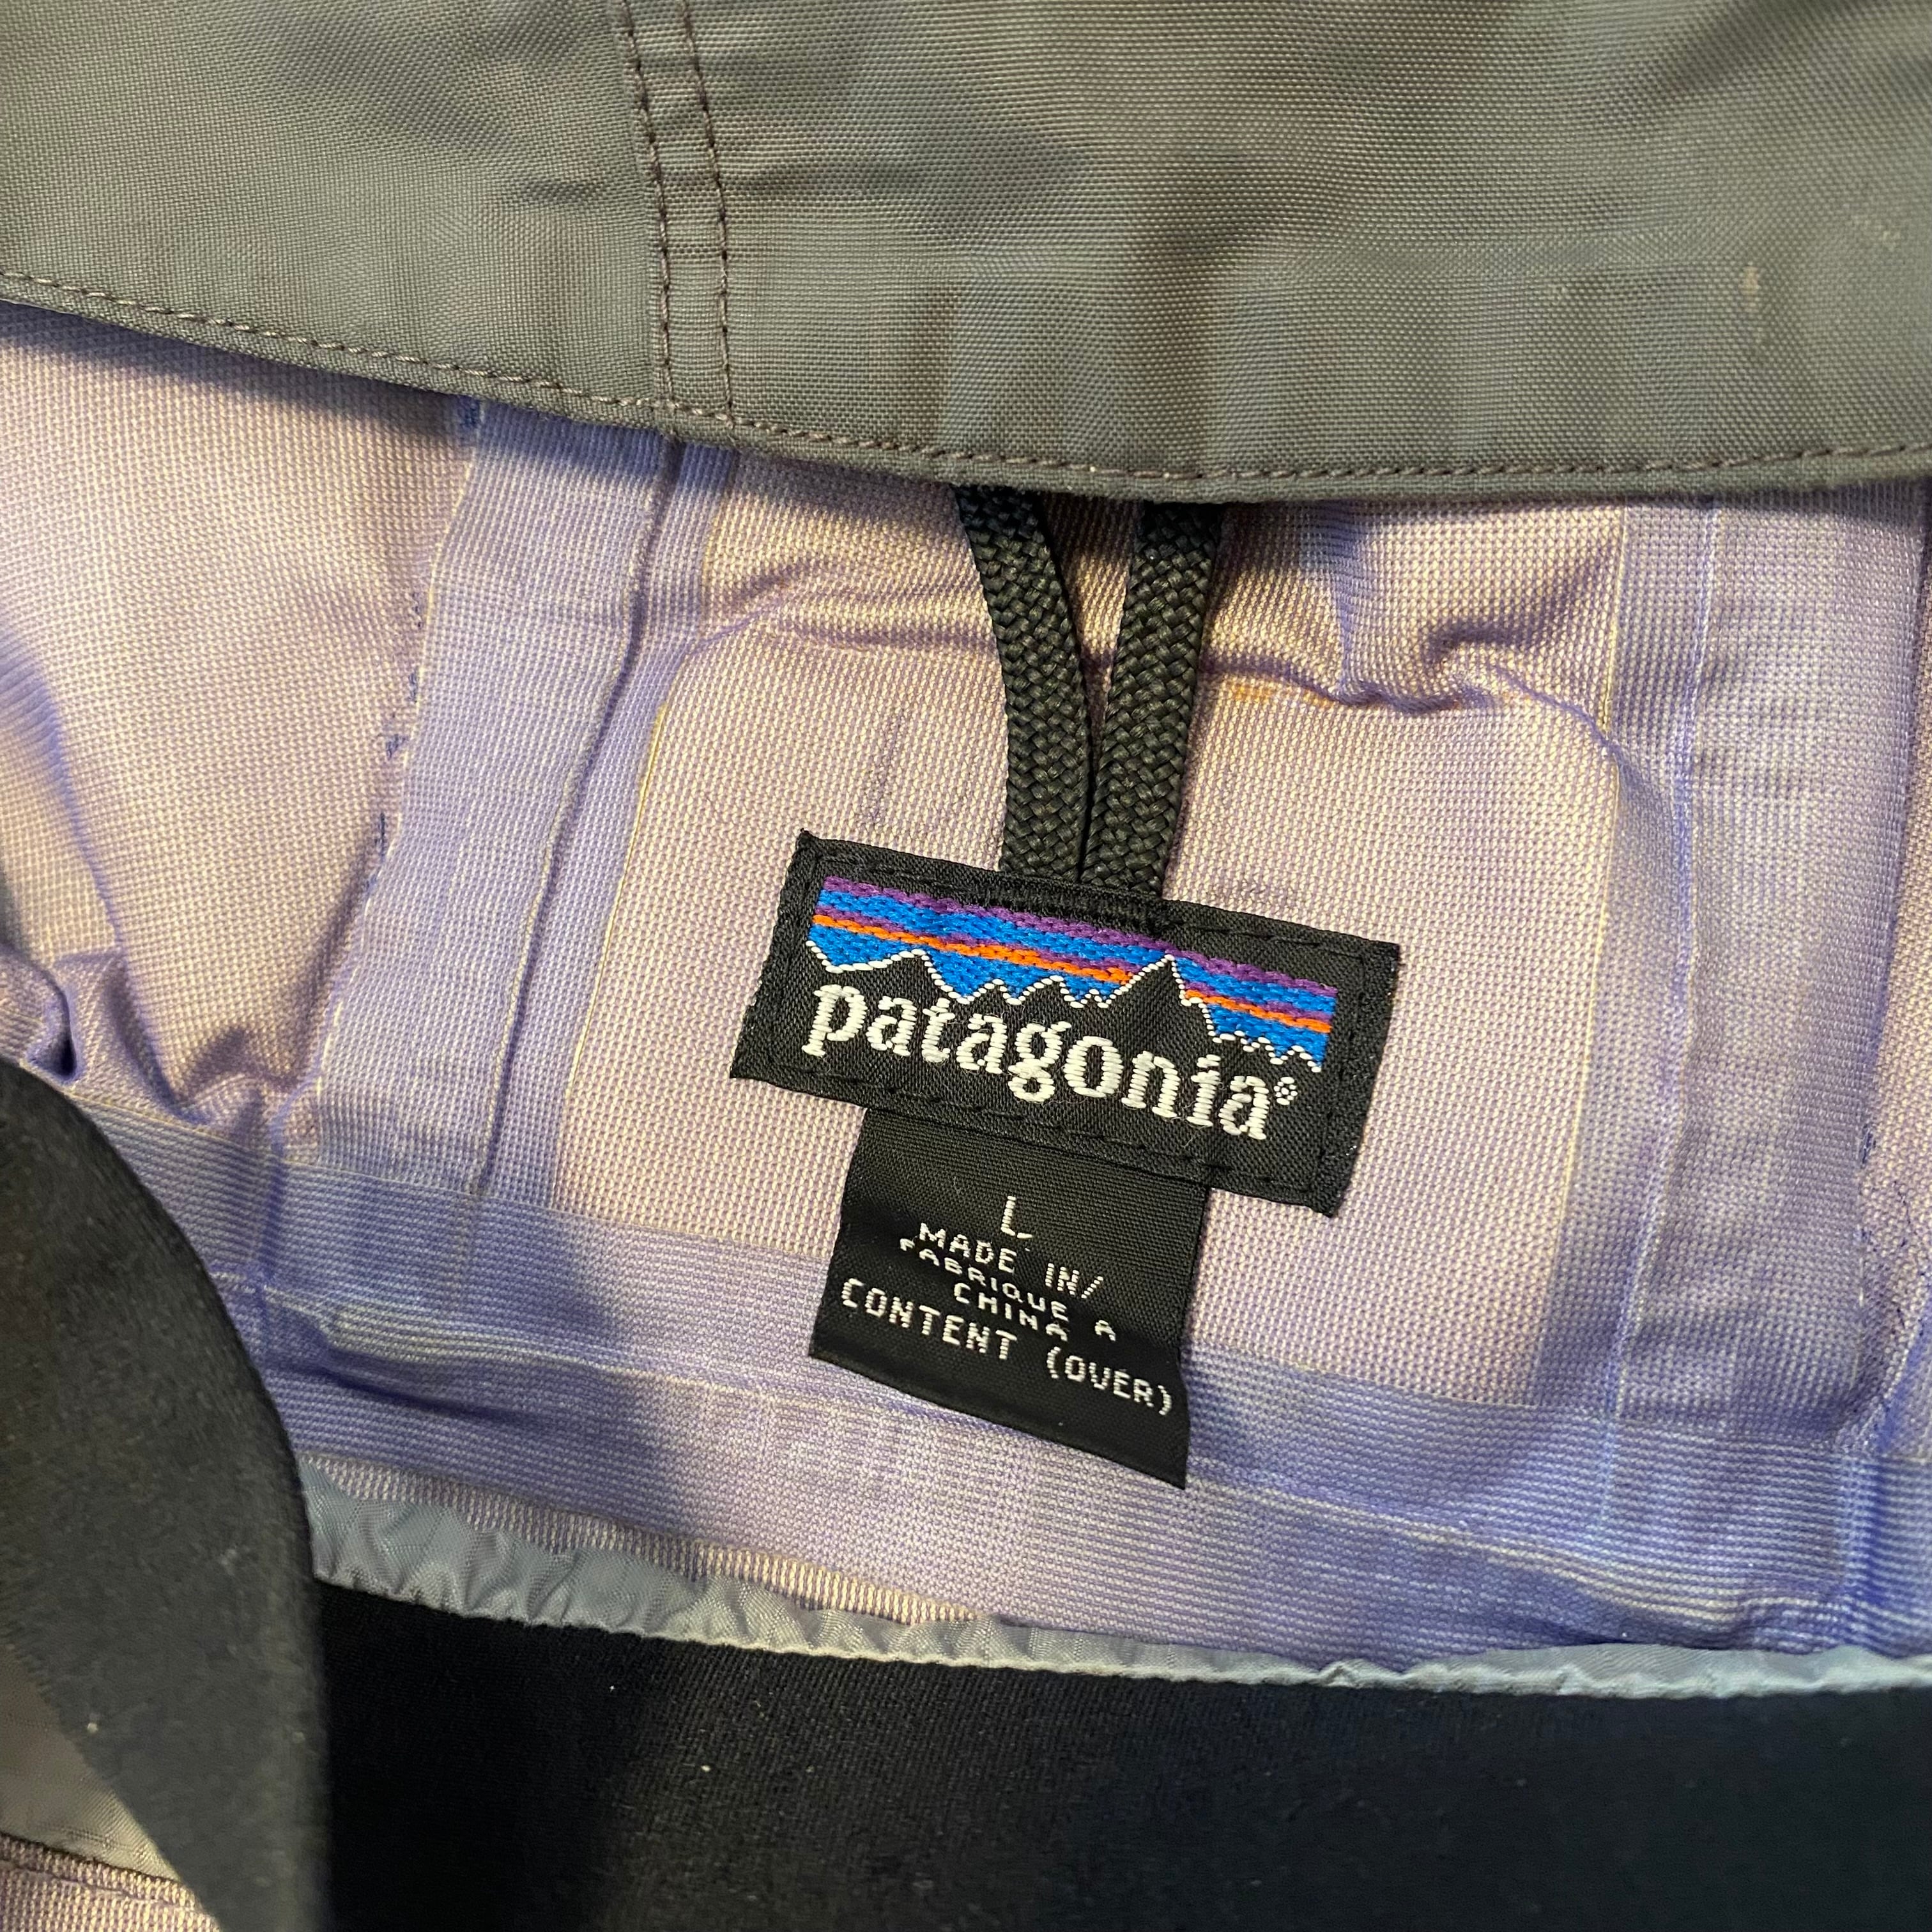 patagonia®
L
MADE IN/
FABRIQUE A
CHINA
CONTENT (OVER)